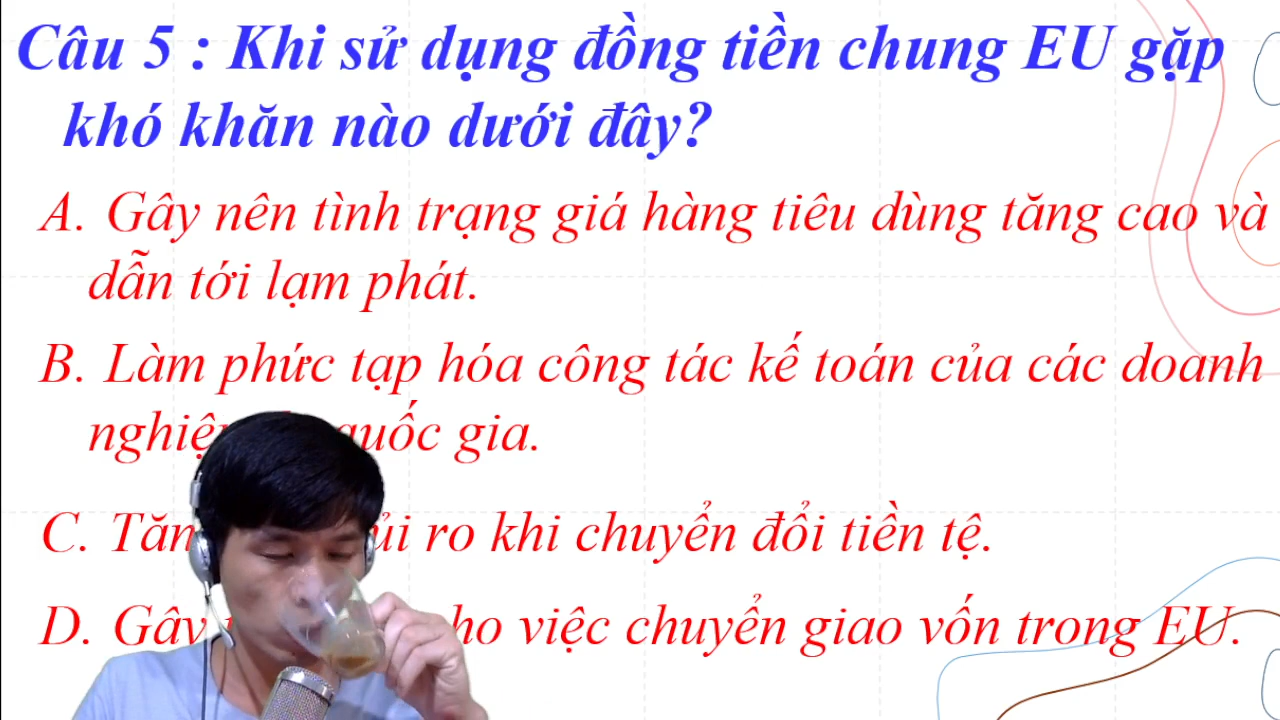 Câu 5 : Khi sử dụng đồng tiền chung EU gặp
khó khăn nào dưới đây?
A. Gây nên tình trạng giá hàng tiêu dùng tăng cao và
dẫn tới lạm phát.
B. Làm phức tạp hóa công tác kế toán của các doanh
quốc gia.
C. ro khi chuyển đổi tiền tệ.
D. Gây việc chuyển giao vốn trong EU.